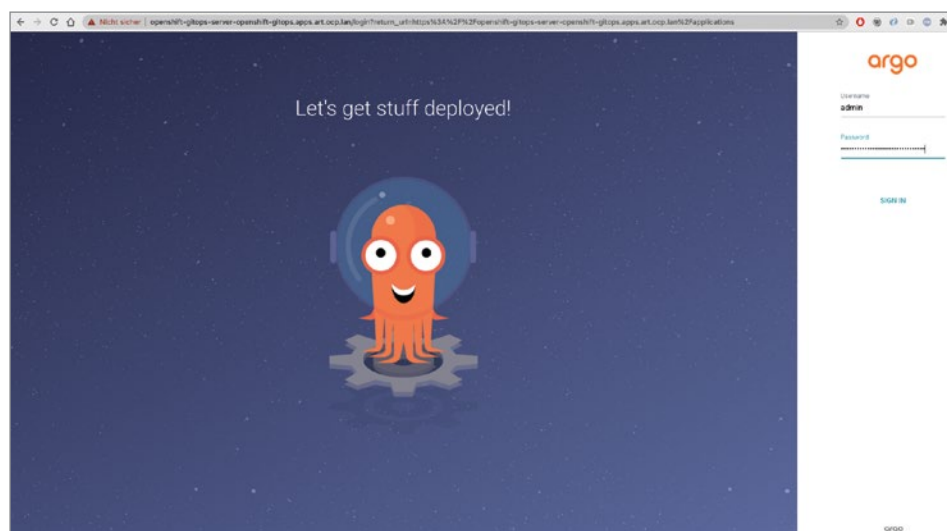 Nicht sicher | openshift-gitops-server-openshift-gitops.apps.art.ocp.lan/login?return_url=https%3A%2F%2Fopenshift-gitops-server-openshift-gitops.apps.art.ocp.lan%2Fapplications
argo
Let's get stuff deployed!
Username
admin
Password
SIGN IN
argo